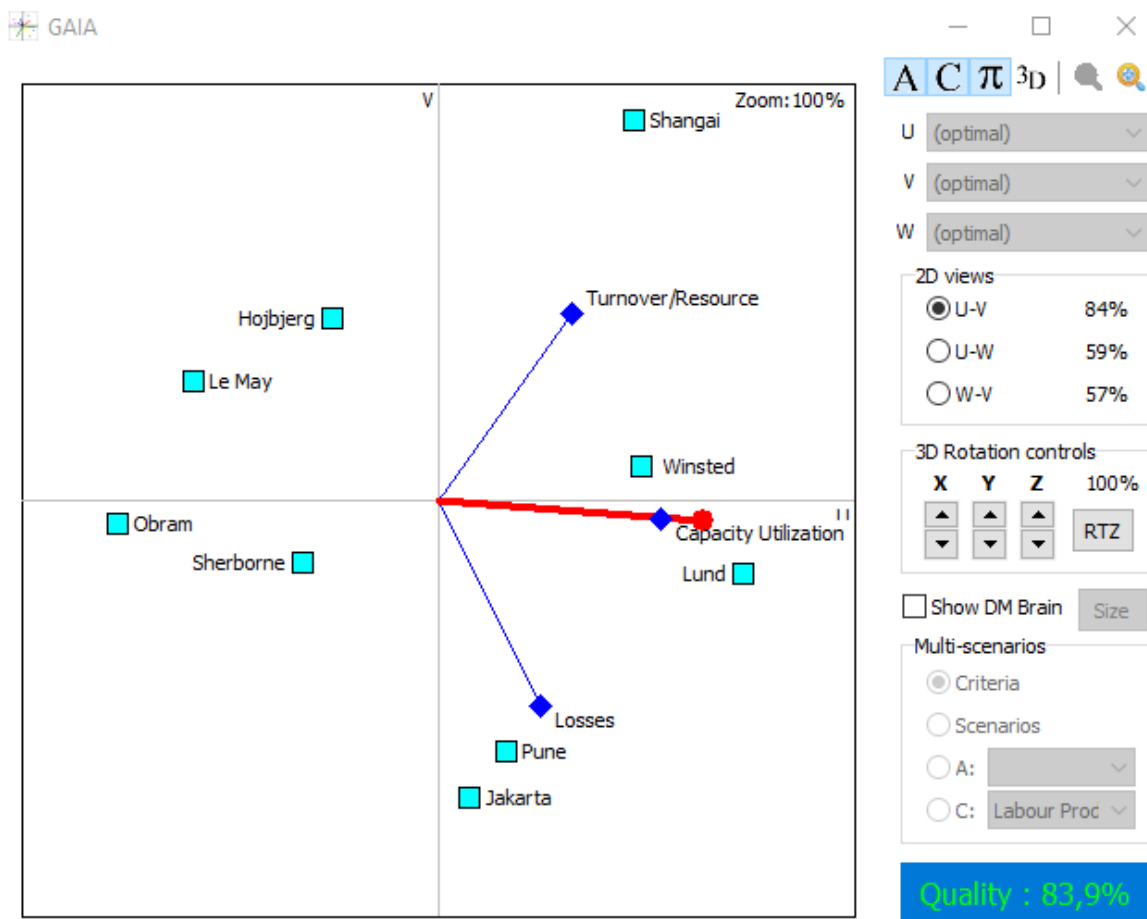 GAIA
A C π 3D
V
Zoom: 100%
Shangai
Turnover/Resource
Hojbjerg
Le May
Winsted
U
Obram
Capacity Utilization
Sherborne
Lund
Losses
Pune
Jakarta
U (optimal)
V (optimal)
W (optimal)
2D views
U-V 84%
U-W 59%
W-V 57%
3D Rotation controls
X Y Z 100%
RTZ
Show DM Brain Size
Multi-scenarios
Criteria
Scenarios
A:
C: Labour Prod
Quality : 83,9%